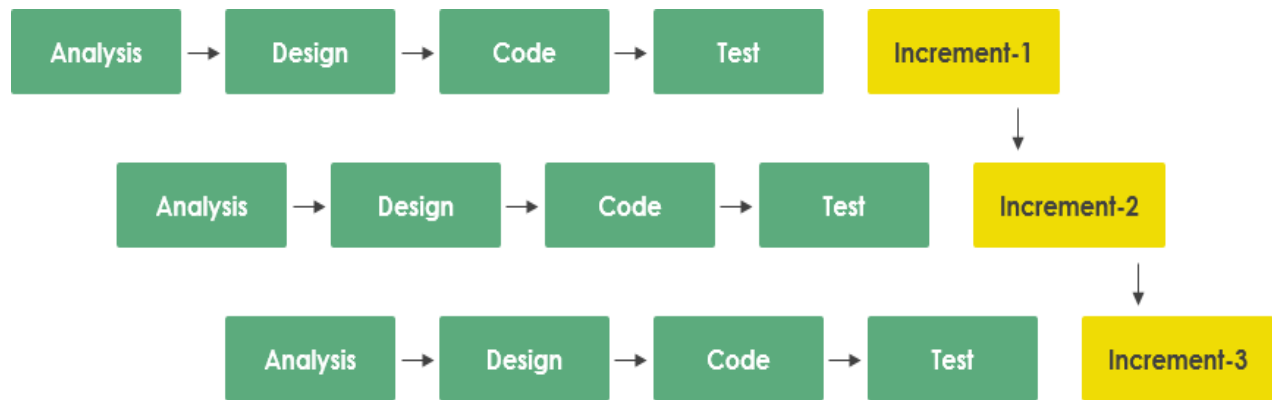 Analysis Design Code Test Increment-1
Analysis Design Code Test Increment-2
Analysis Design Code Test Increment-3